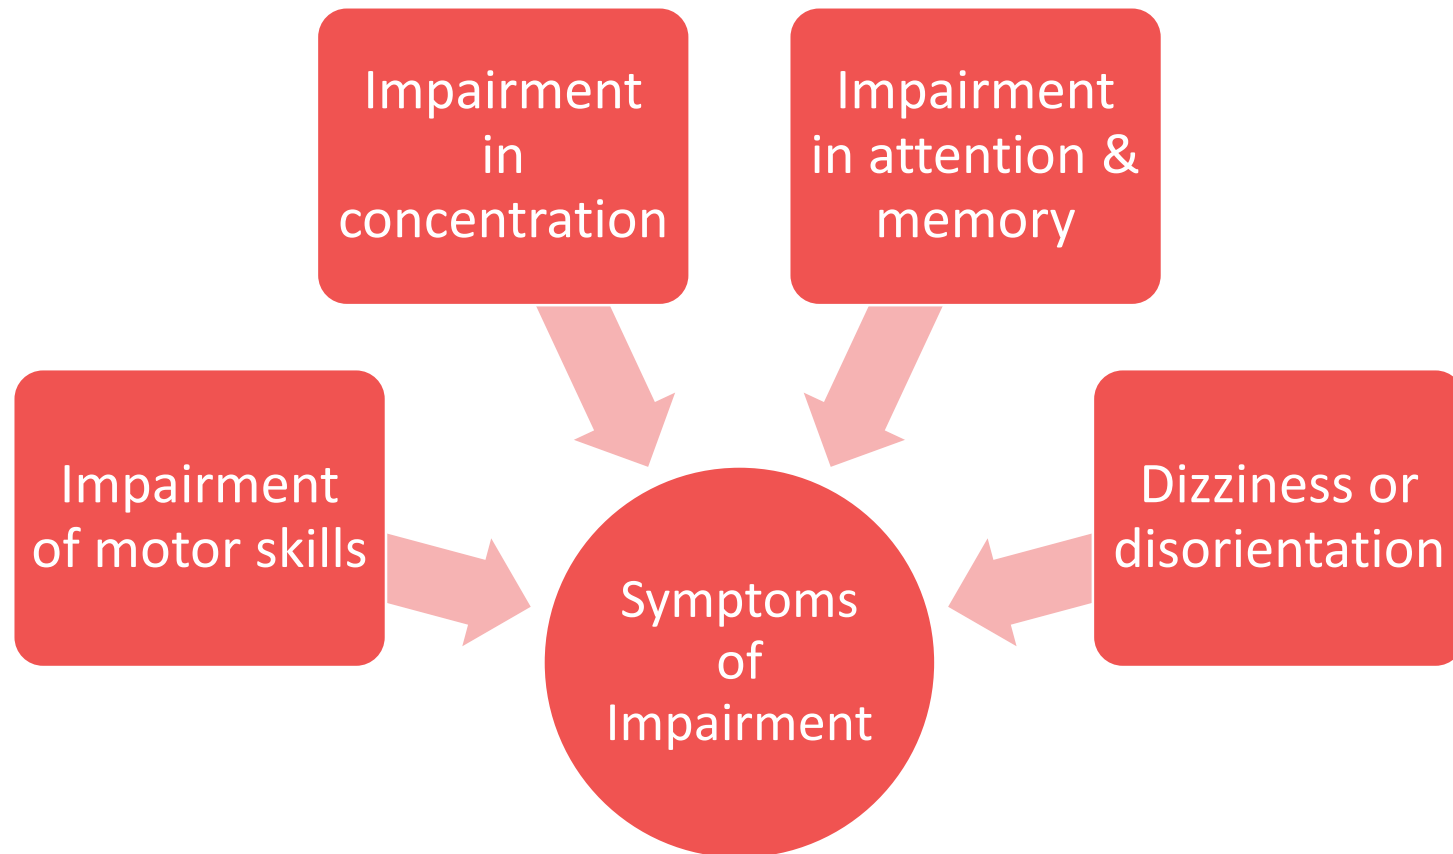 Impairment
in
concentration
Impairment
in attention &
memory
Impairment
of motor skills
Dizziness or
disorientation
Symptoms
of
Impairment